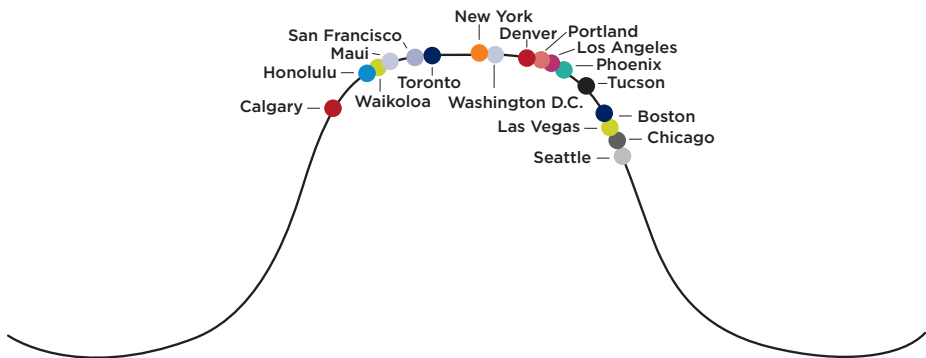 New York
San Francisco
Denver
Portland
Maui
Los Angeles
Honolulu
Phoenix
Toronto
Tucson
Waikoloa
Washington D.C.
Calgary
Boston
Las Vegas
Chicago
Seattle